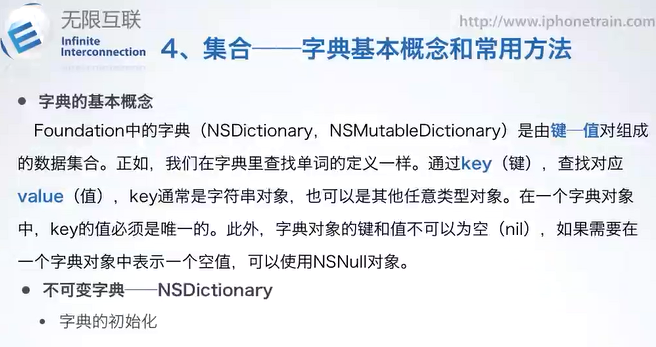 无限互联
Infinite
Interconnection
http://www.iphonetrain.com
4、集合——字典基本概念和常用方法
● 字典的基本概念
Foundation中的字典（NSDictionary，NSMutableDictionary）是由键—值对组成
的数据集合。正如，我们在字典里查找单词的定义一样。通过key（键），查找对应
value（值），key通常是字符串对象，也可以是其他任意类型对象。在一个字典对象
中，key的值必须是唯一的。此外，字典对象的键和值不可以为空（nil），如果需要在
一个字典对象中表示一个空值，可以使用NSNull对象。
● 不可变字典——NSDictionary
• 字典的初始化